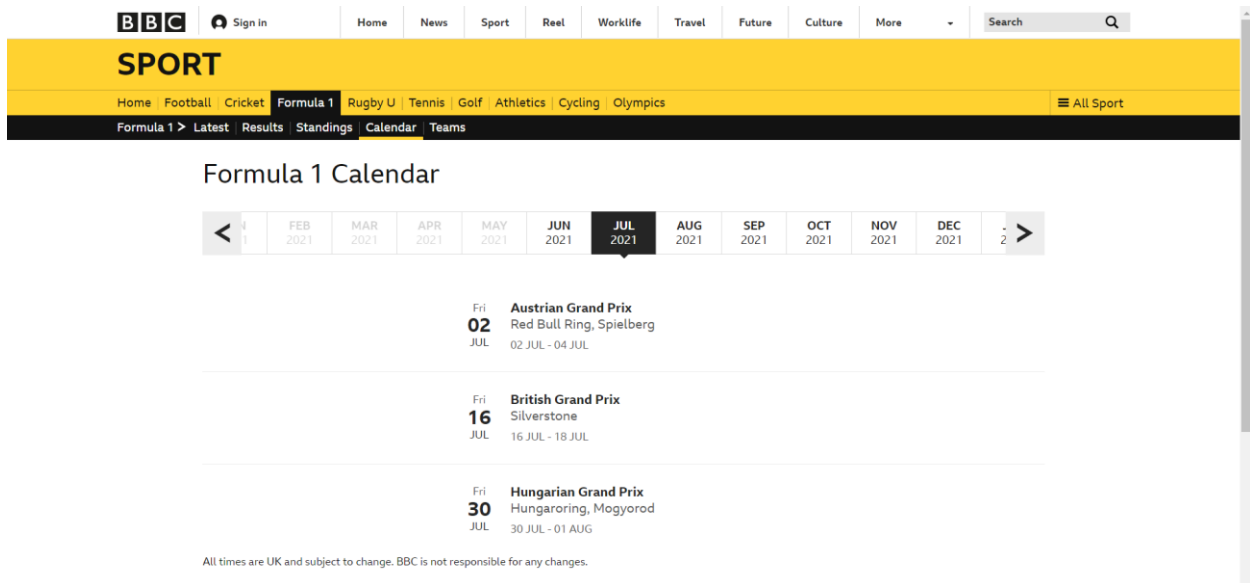 BBC Sign in Home News Sport Reel Worklife Travel Future Culture More Search
SPORT
Home Football Cricket Formula 1 Rugby U Tennis Golf Athletics Cycling Olympics All Sport
Formula 1 > Latest Results Standings Calendar Teams
Formula 1 Calendar
FEB MAR APR MAY JUN JUL AUG SEP OCT NOV DEC
2021 2021 2021 2021 2021 2021 2021 2021 2021 2021 2021
Fri Austrian Grand Prix
02 Red Bull Ring, Spielberg
JUL 02 JUL - 04 JUL
Fri British Grand Prix
16 Silverstone
JUL 16 JUL - 18 JUL
Fri Hungarian Grand Prix
30 Hungaroring, Mogyorod
JUL 30 JUL - 01 AUG
All times are UK and subject to change. BBC is not responsible for any changes.